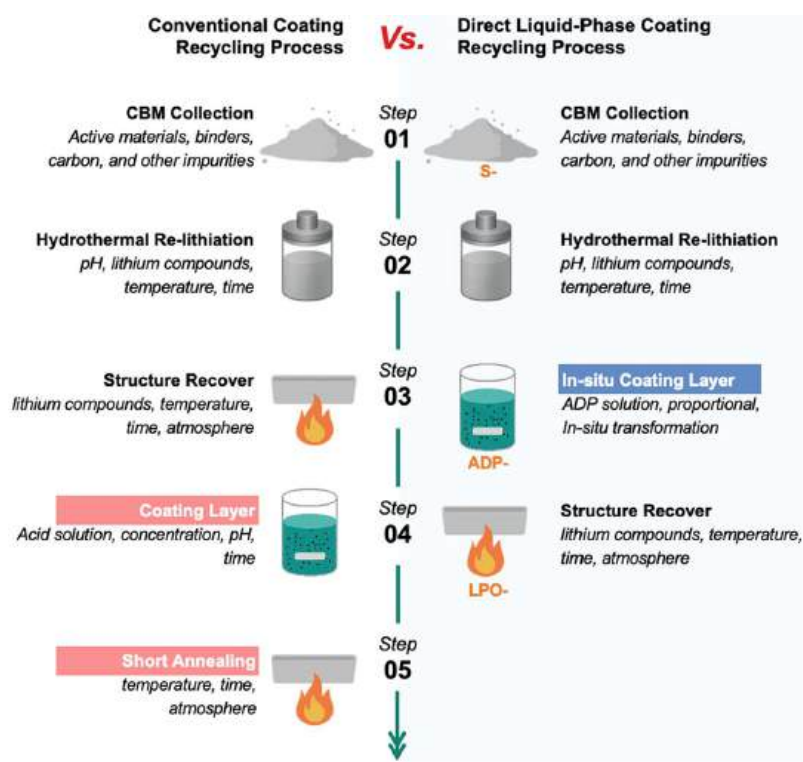 Conventional Coating
Recycling Process
Vs.
Direct Liquid-Phase Coating
Recycling Process
CBM Collection
Active materials, binders,
carbon, and other impurities
Step
01
S-
CBM Collection
Active materials, binders,
carbon, and other impurities
Hydrothermal Re-lithiation
pH, lithium compounds,
temperature, time
Step
02
Hydrothermal Re-lithiation
pH, lithium compounds,
temperature, time
Structure Recover
lithium compounds, temperature,
time, atmosphere
Step
03
ADP-
In-situ Coating Layer
ADP solution, proportional,
In-situ transformation
Coating Layer
Acid solution, concentration, pH,
time
Step
04
LPO-
Structure Recover
lithium compounds, temperature,
time, atmosphere
Short Annealing
temperature, time,
atmosphere
Step
05